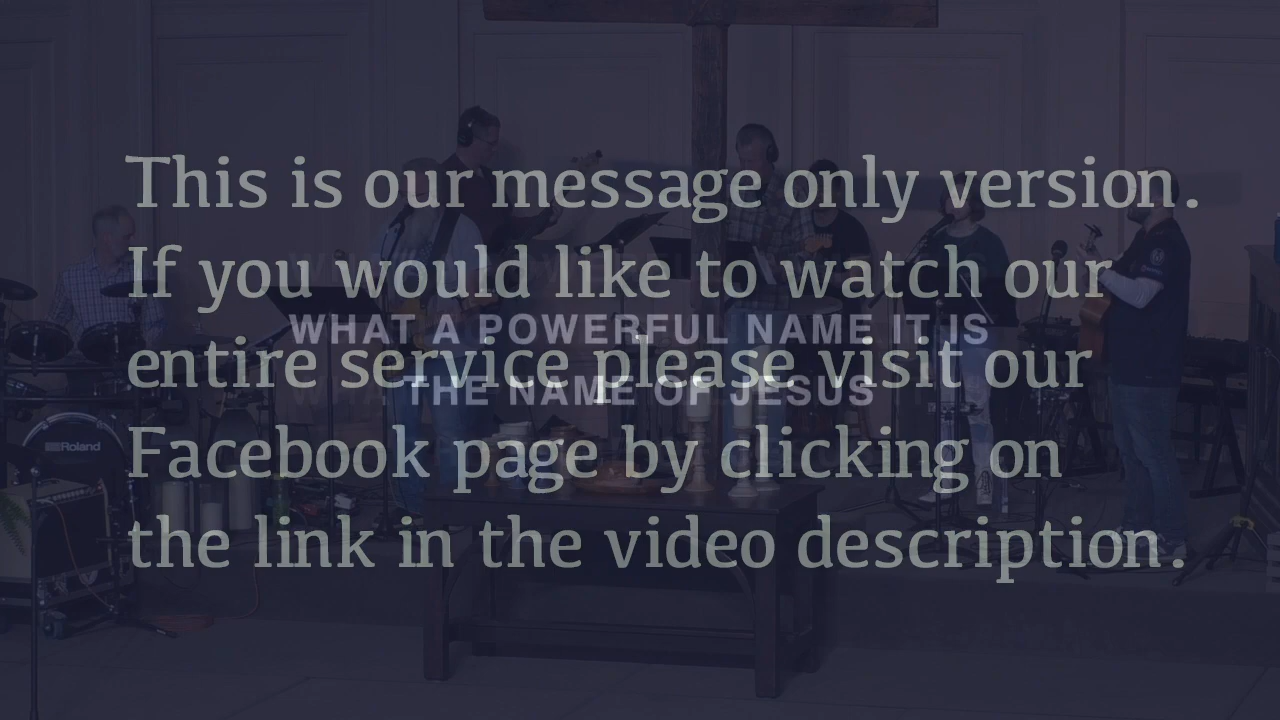 This is our message only version.
If you would like to watch our
WHAT A POWERFUL NAME IT IS
entire service please visit our
THE NAME OF JESUS
Facebook page by clicking on
Roland
the link in the video description.